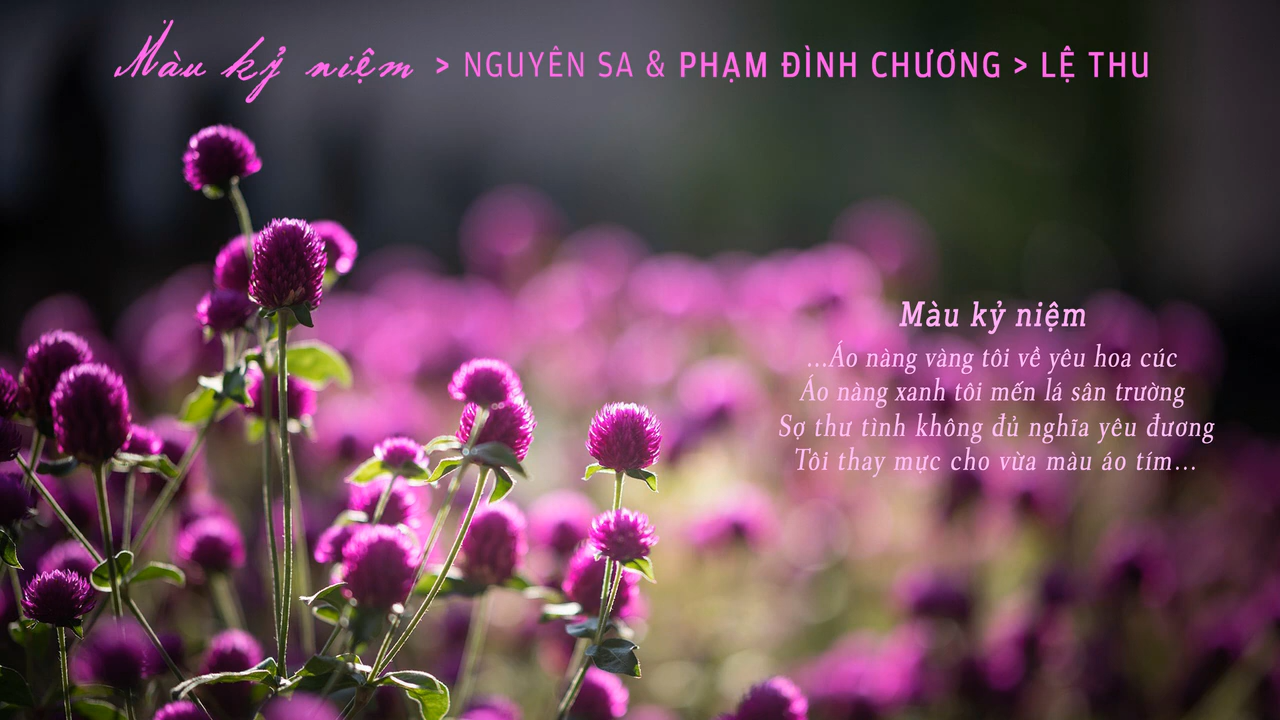 Màu kỷ niệm > NGUYÊN SA & PHẠM ĐÌNH CHƯƠNG > LỆ THU
Màu kỷ niệm
...Áo nàng vàng tôi về yêu hoa cúc
Áo nàng xanh tôi mến lá sân trường
Sợ thư tình không đủ nghĩa yêu đương
Tôi thay mực cho vừa màu áo tím...